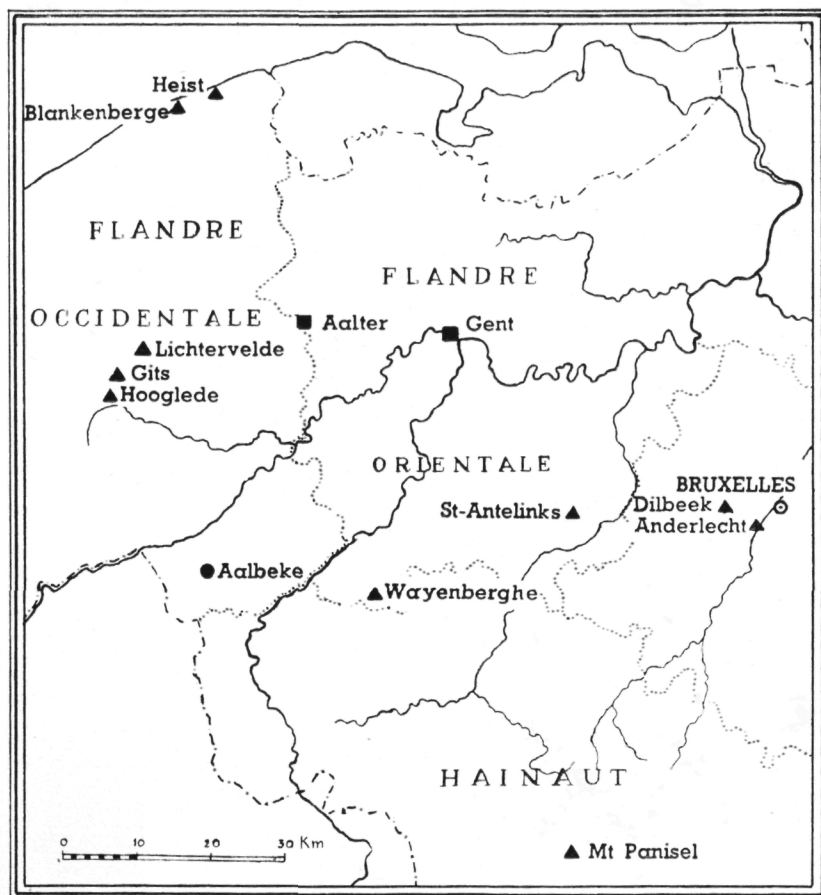 Heist
Blankenberge
FLANDRE
FLANDRE
OCCIDENTALE
Aalter
Gent
Lichtervelde
Gits
Hooglede
ORIENTALE
BRUXELLES
St-Antelinks
Dilbeek
Anderlecht
Aalbeke
Wayenberghe
HAINAUT
0 10 20 30 Km
Mt Panisel